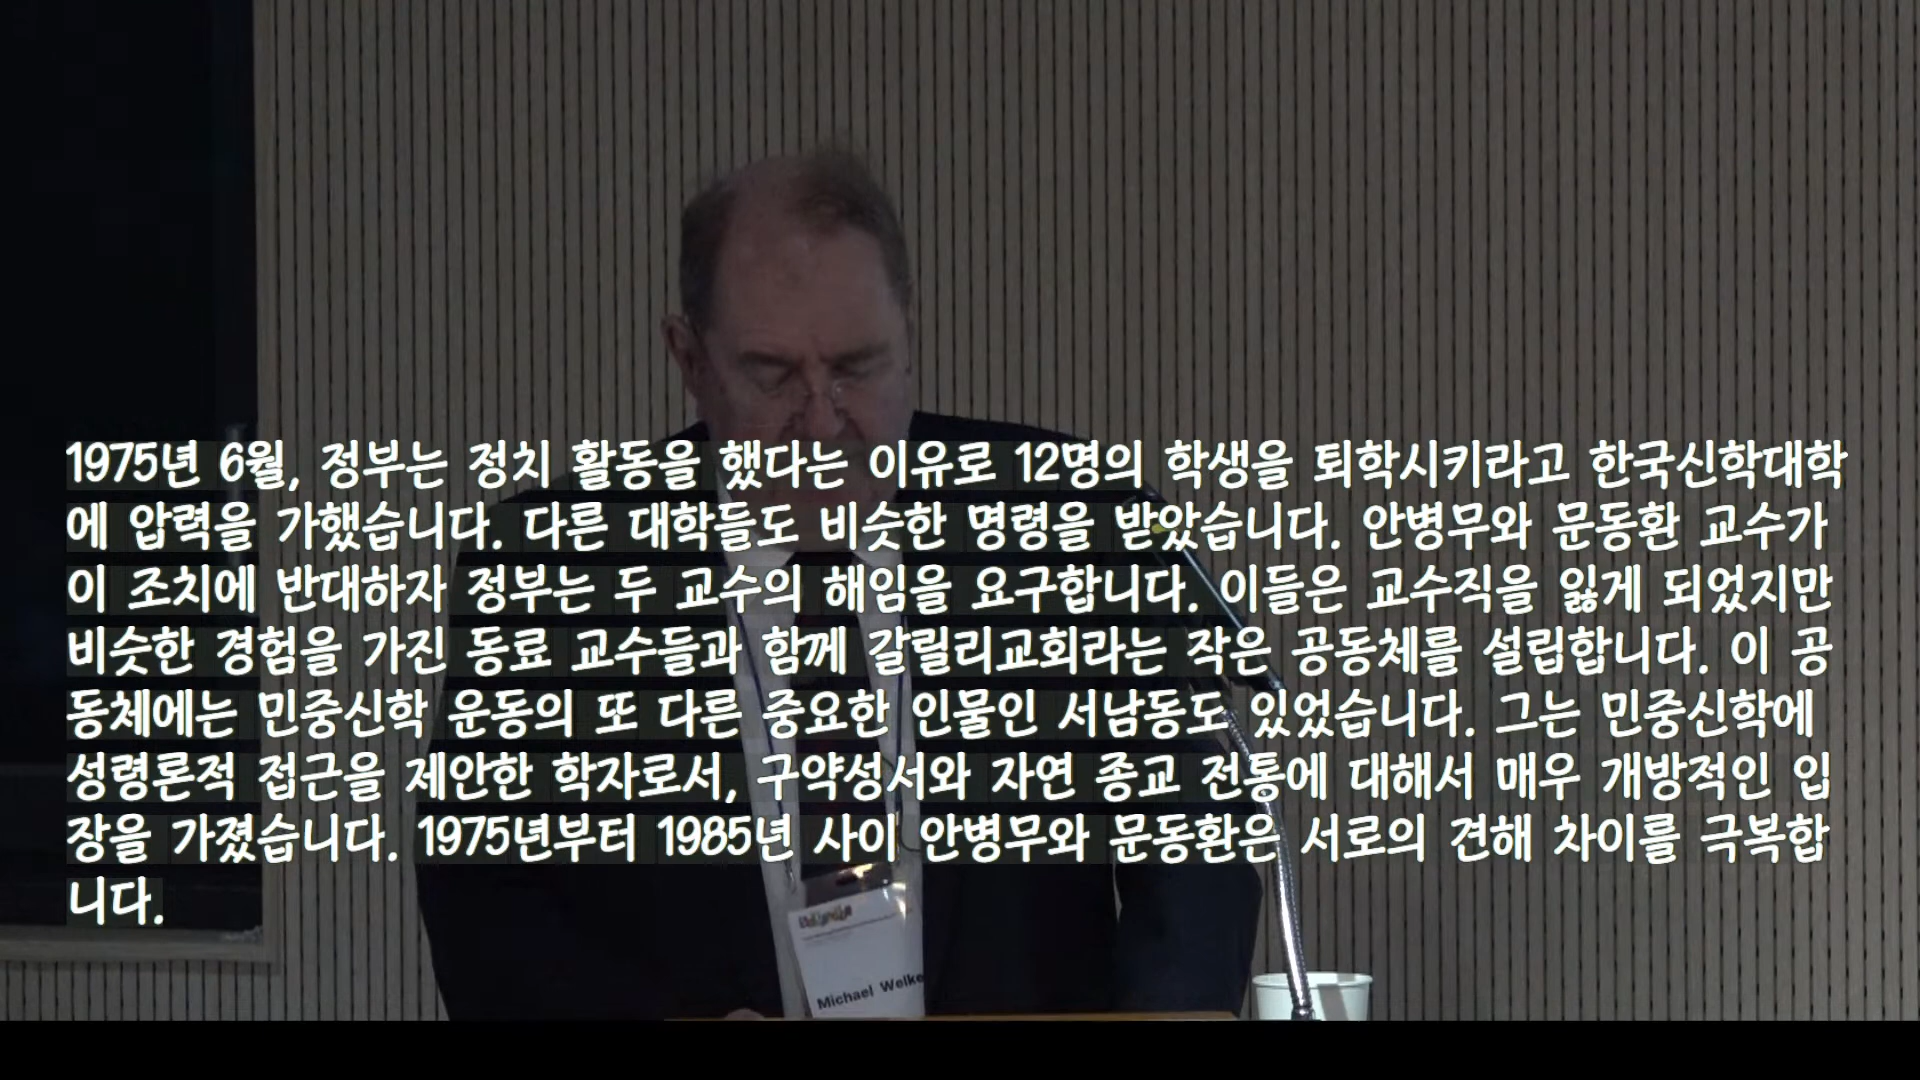 1975년 6월, 정부는 정치 활동을 했다는 이유로 12명의 학생을 퇴학시키라고 한국신학대학
에 압력을 가했습니다. 다른 대학들도 비슷한 명령을 받았습니다. 안병무와 문동환 교수가
이 조치에 반대하자 정부는 두 교수의 해임을 요구합니다. 이들은 교수직을 잃게 되었지만
비슷한 경험을 가진 동료 교수들과 함께 갈릴리교회라는 작은 공동체를 설립합니다. 이 공
동체에는 민중신학 운동의 또 다른 중요한 인물인 서남동도 있었습니다. 그는 민중신학에
성령론적 접근을 제안한 학자로서, 구약성서와 자연 종교 전통에 대해서 매우 개방적인 입
장을 가졌습니다. 1975년부터 1985년 사이 안병무와 문동환은 서로의 견해 차이를 극복합
니다.
Michael Welke